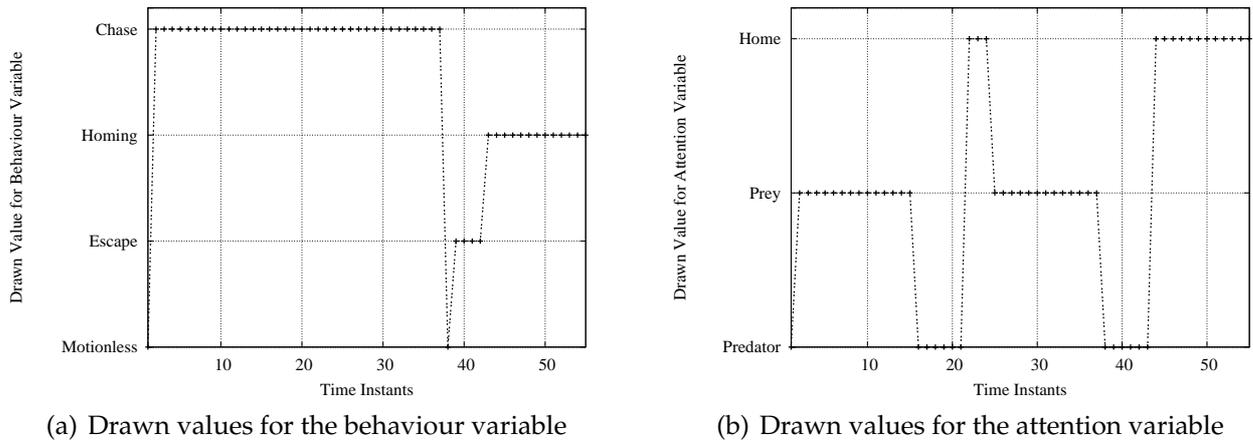 Drawn Value for Behaviour Variable
Chase
Homing
Escape
Motionless
10 20 30 40 50
Time Instants
(a) Drawn values for the behaviour variable
Drawn Value for Attention Variable
Home
Prey
Predator
10 20 30 40 50
Time Instants
(b) Drawn values for the attention variable